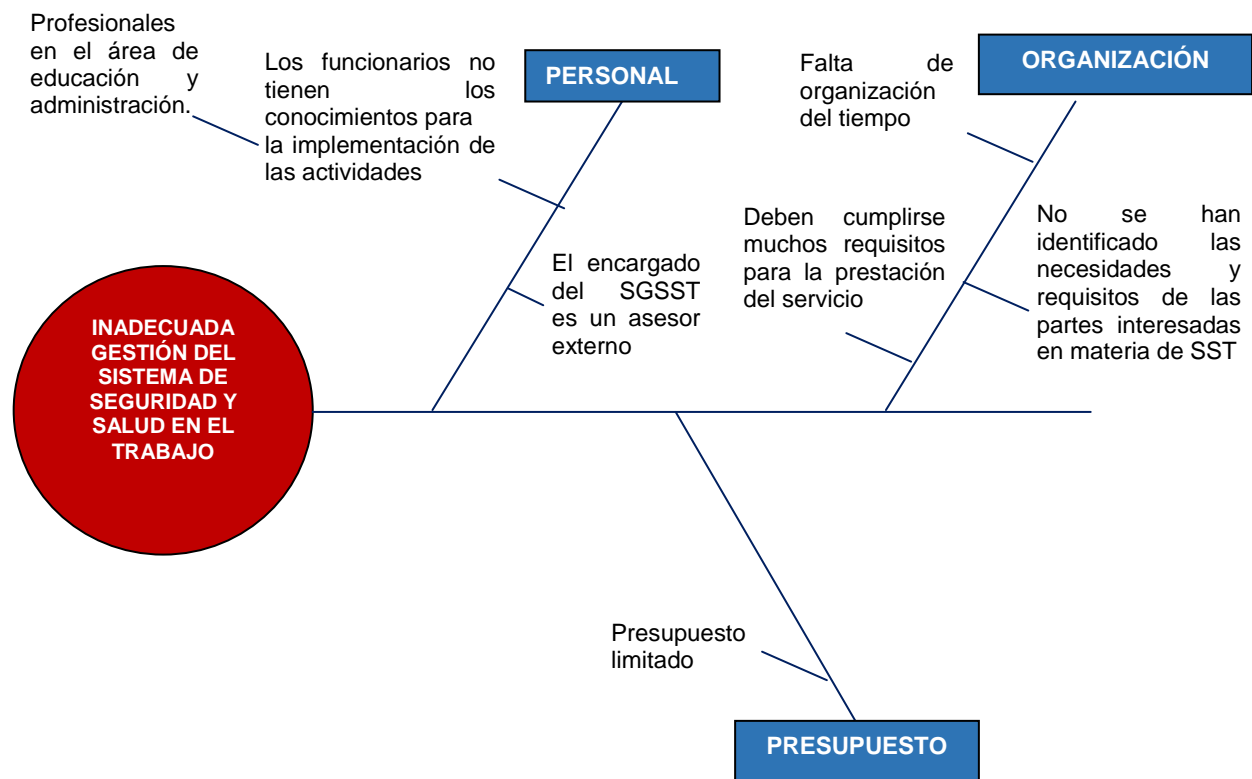 Profesionales
en el área de
educación y
administración.
Los funcionarios no
tienen los
conocimientos para
la implementación de
las actividades
PERSONAL
El encargado
del SGSST
es un asesor
externo
Falta de
organización
del tiempo
ORGANIZACIÓN
Deben cumplirse
muchos requisitos
para la prestación
del servicio
No se han
identificado las
necesidades y
requisitos de las
partes interesadas
en materia de SST
INADECUADA
GESTIÓN DEL
SISTEMA DE
SEGURIDAD Y
SALUD EN EL
TRABAJO
Presupuesto
limitado
PRESUPUESTO